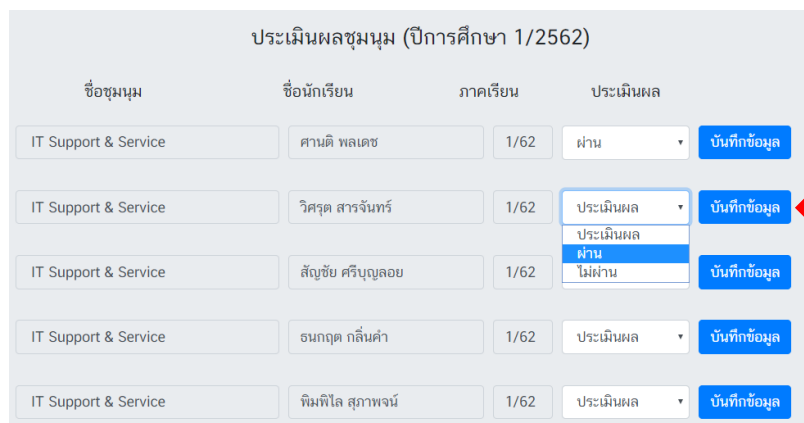 ประเมินผลชุมนุม (ปีการศึกษา 1/2562)
ชื่อชุมนุม ชื่อนักเรียน ภาคเรียน ประเมินผล
IT Support & Service ศานติ พลเดช 1/62 ผ่าน บันทึกข้อมูล
IT Support & Service วิศรุต สารจันทร์ 1/62 ประเมินผล บันทึกข้อมูล
ประเมินผล
ผ่าน
ไม่ผ่าน
IT Support & Service สัญชัย ศรีบุญลอย 1/62 บันทึกข้อมูล
IT Support & Service ธนกฤต กลิ่นคำ 1/62 ประเมินผล บันทึกข้อมูล
IT Support & Service พิมพิไล สุภาพจน์ 1/62 ประเมินผล บันทึกข้อมูล